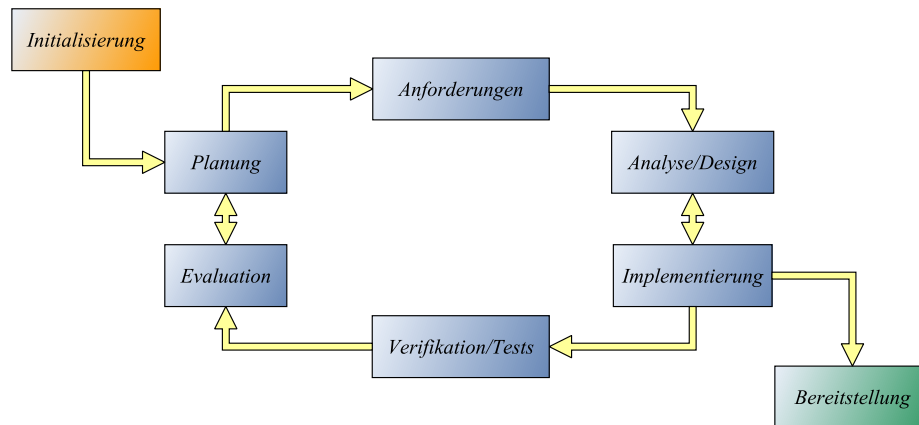 Initialisierung
Anforderungen
Planung
Analyse/Design
Evaluation
Implementierung
Verifikation/Tests
Bereitstellung